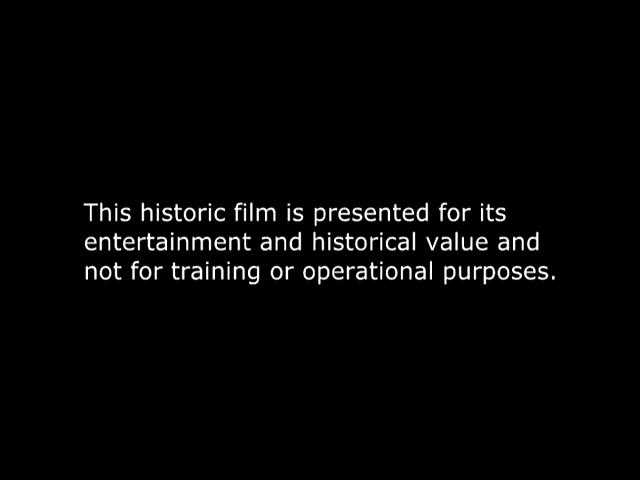 This historic film is presented for its
entertainment and historical value and
not for training or operational purposes.